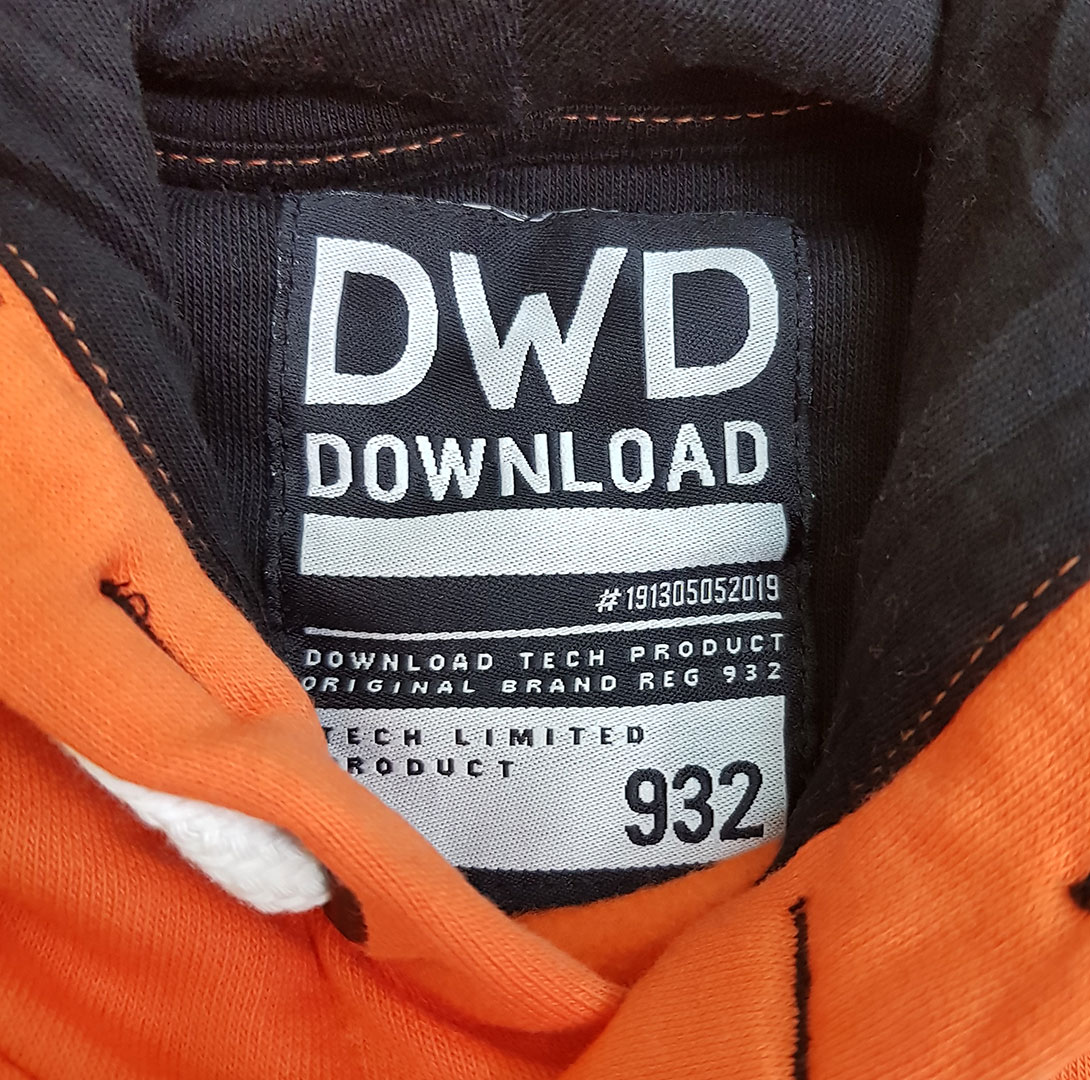 DWD
DOWNLOAD
#191305052019
DOWNLOAD TECH PRODUCT
ORIGINAL BRAND REG 932
TECH LIMITED
PRODUCT
932